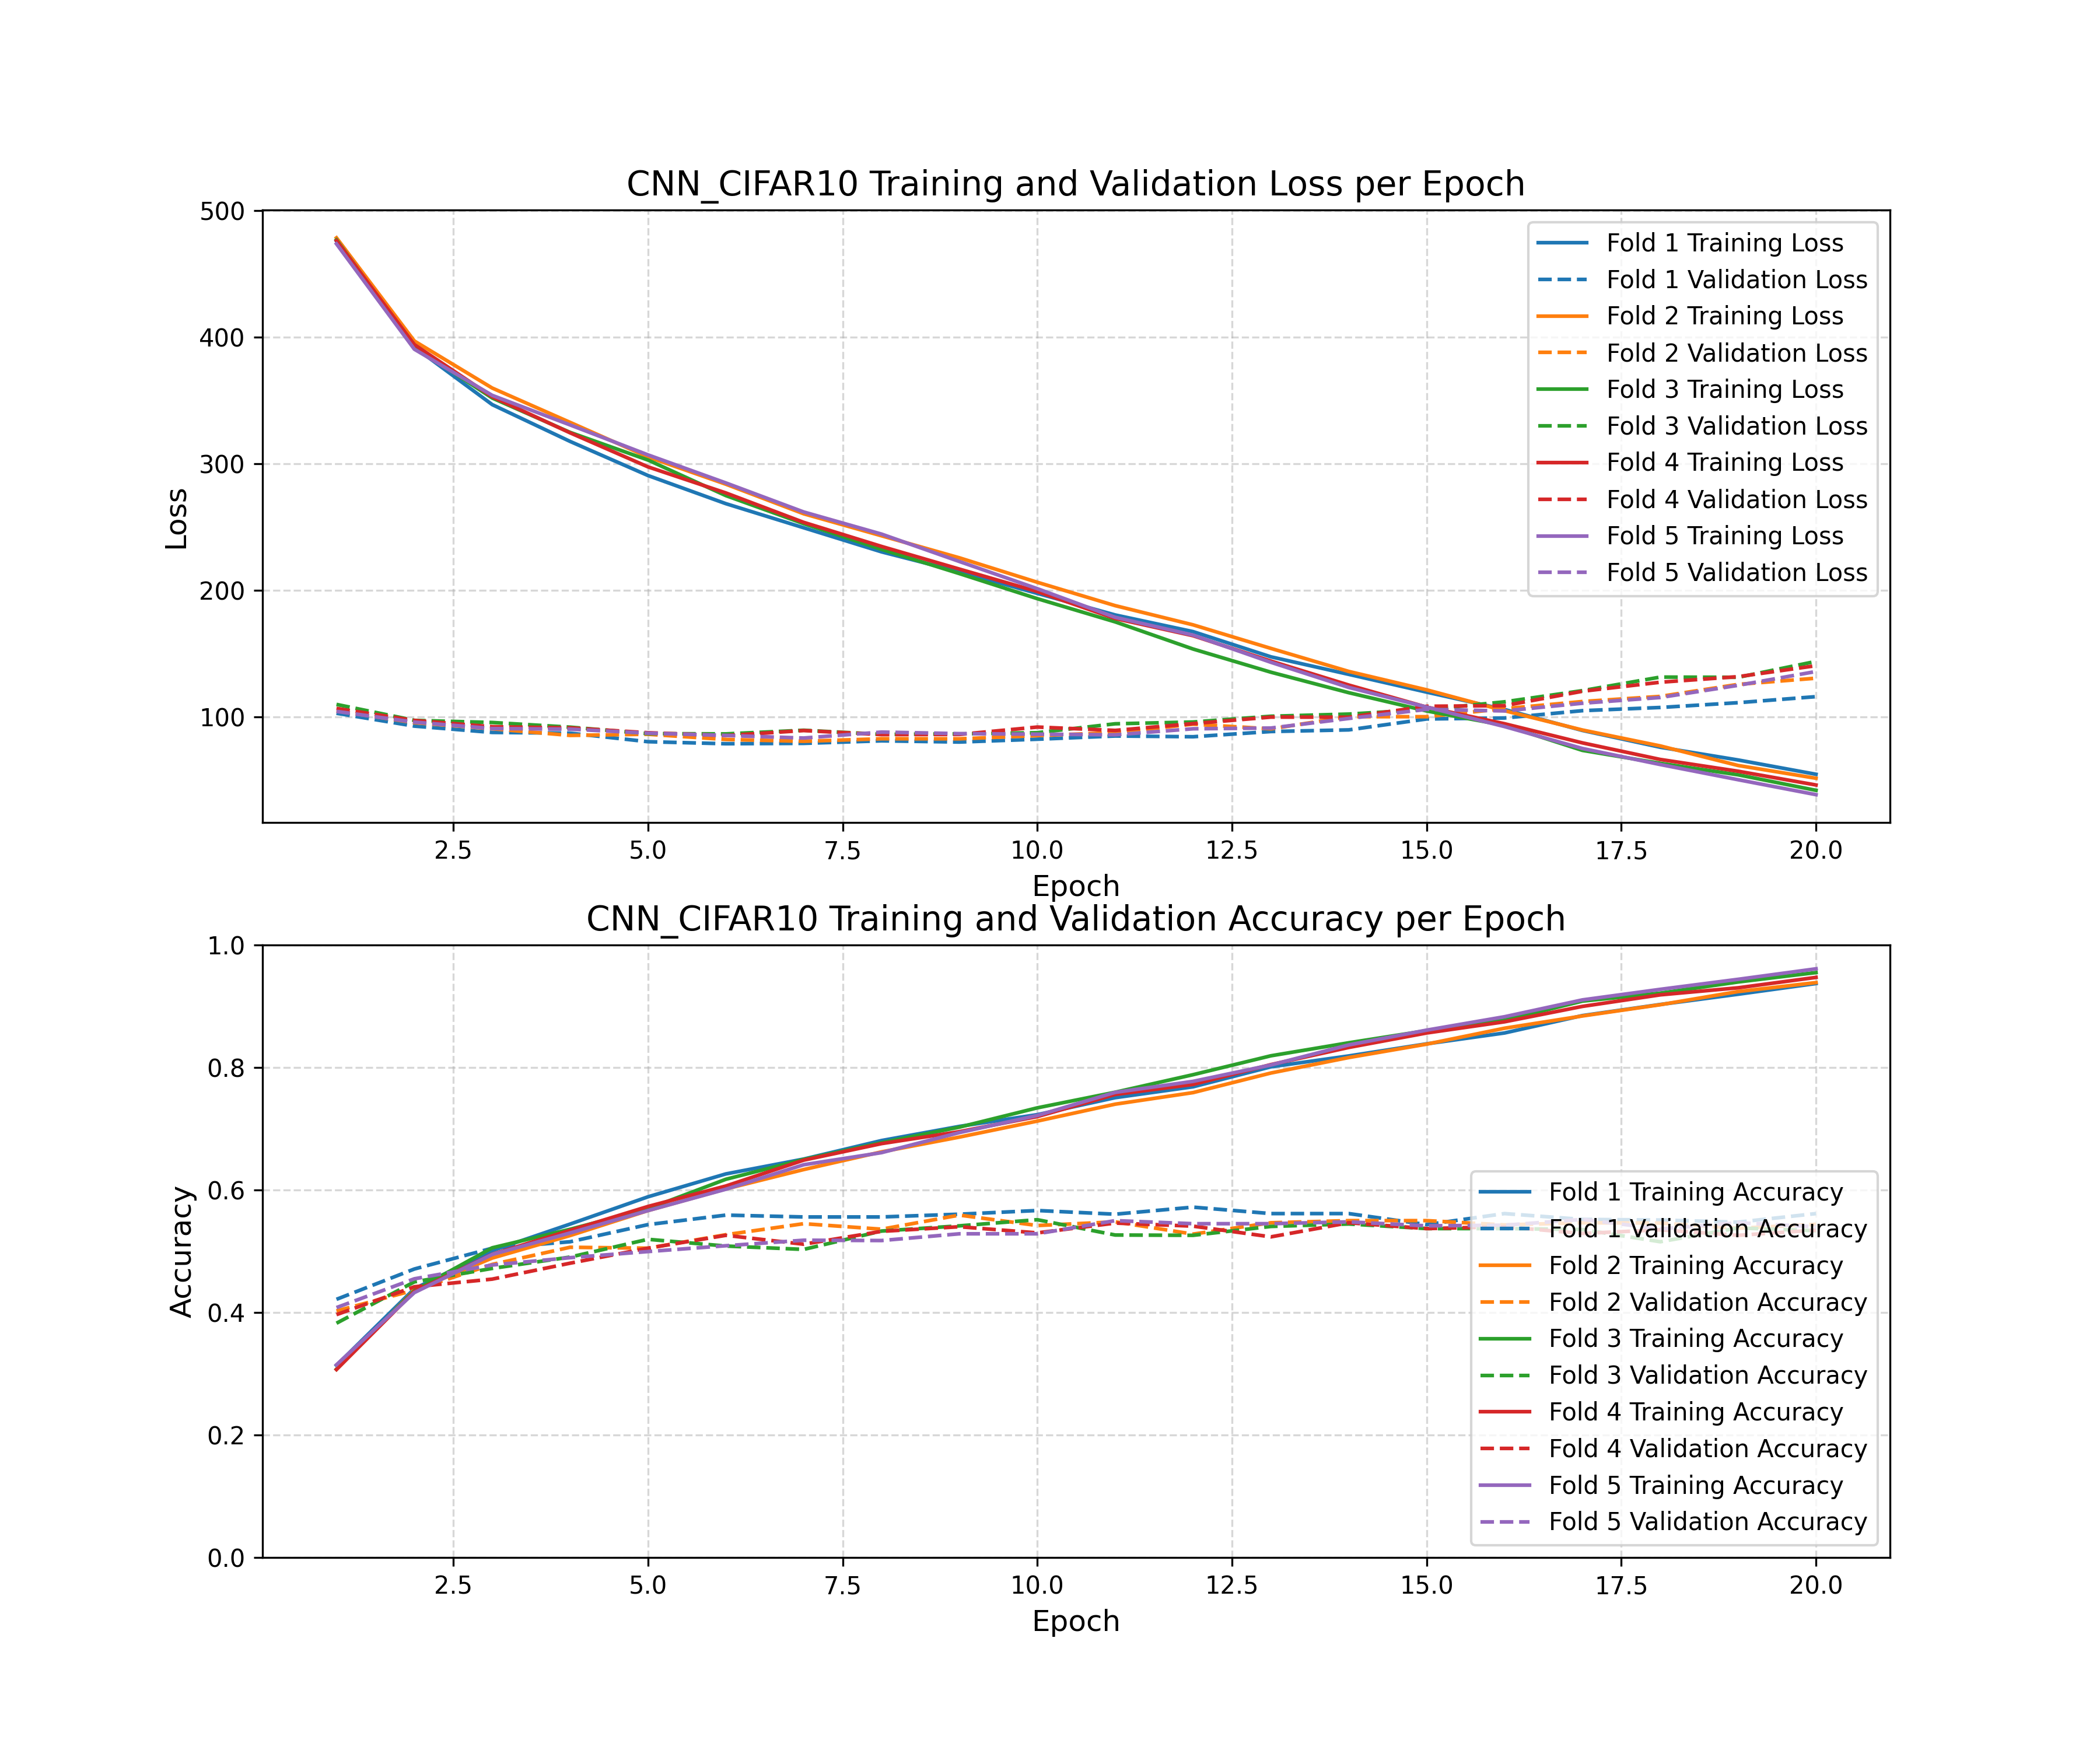 CNN_CIFAR10 Training and Validation Loss per Epoch
500
400
300
200
100
Loss
Fold 1 Training Loss
Fold 1 Validation Loss
Fold 2 Training Loss
Fold 2 Validation Loss
Fold 3 Training Loss
Fold 3 Validation Loss
Fold 4 Training Loss
Fold 4 Validation Loss
Fold 5 Training Loss
Fold 5 Validation Loss
2.5 5.0 7.5 10.0 12.5 15.0 17.5 20.0
Epoch
CNN_CIFAR10 Training and Validation Accuracy per Epoch
1.0
0.8
0.6
0.4
0.2
0.0
Accuracy
Fold 1 Training Accuracy
Fold 1 Validation Accuracy
Fold 2 Training Accuracy
Fold 2 Validation Accuracy
Fold 3 Training Accuracy
Fold 3 Validation Accuracy
Fold 4 Training Accuracy
Fold 4 Validation Accuracy
Fold 5 Training Accuracy
Fold 5 Validation Accuracy
2.5 5.0 7.5 10.0 12.5 15.0 17.5 20.0
Epoch